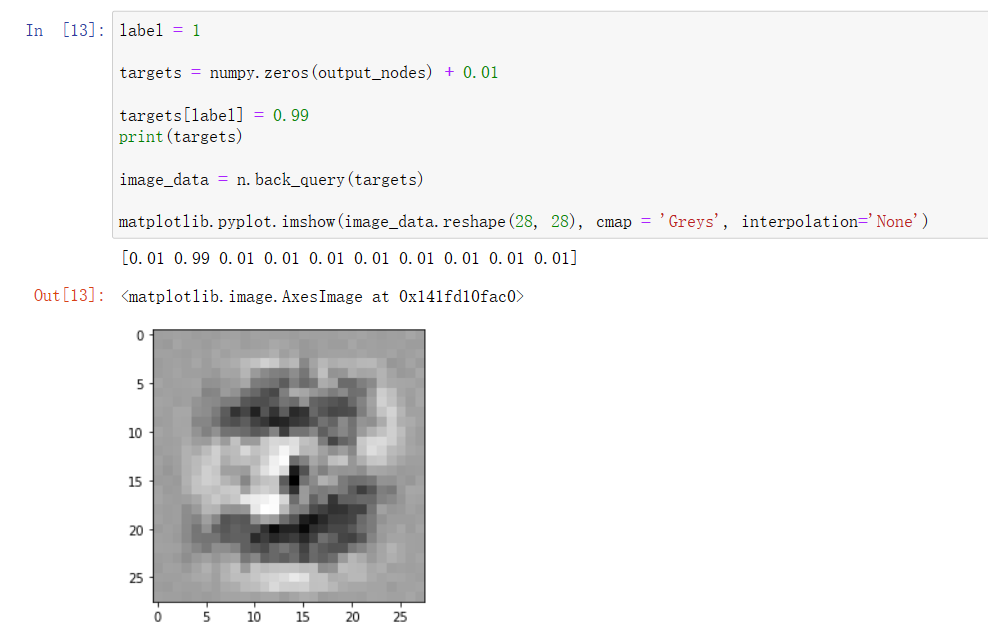 In [13]: label = 1
targets = numpy.zeros(output_nodes) + 0.01
targets[label] = 0.99
print(targets)
image_data = n.back_query(targets)
matplotlib.pyplot.imshow(image_data.reshape(28, 28), cmap = 'Greys', interpolation='None')
[0.01 0.99 0.01 0.01 0.01 0.01 0.01 0.01 0.01 0.01]
Out[13]: <matplotlib.image.AxesImage at 0x141fd10fac0>
0
5
10
15
20
25
0 5 10 15 20 25